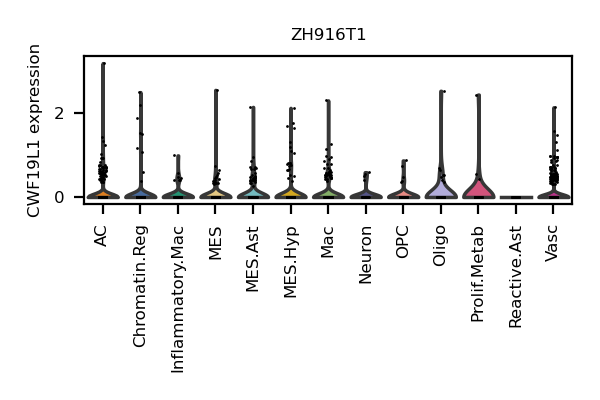 ZH916T1
CWF19L1 expression
2
0
AC
Chromatin.Reg
Inflammatory.Mac
MES
MES.Ast
MES.Hyp
Mac
Neuron
OPC
Oligo
Prolif.Metab
Reactive.Ast
Vasc